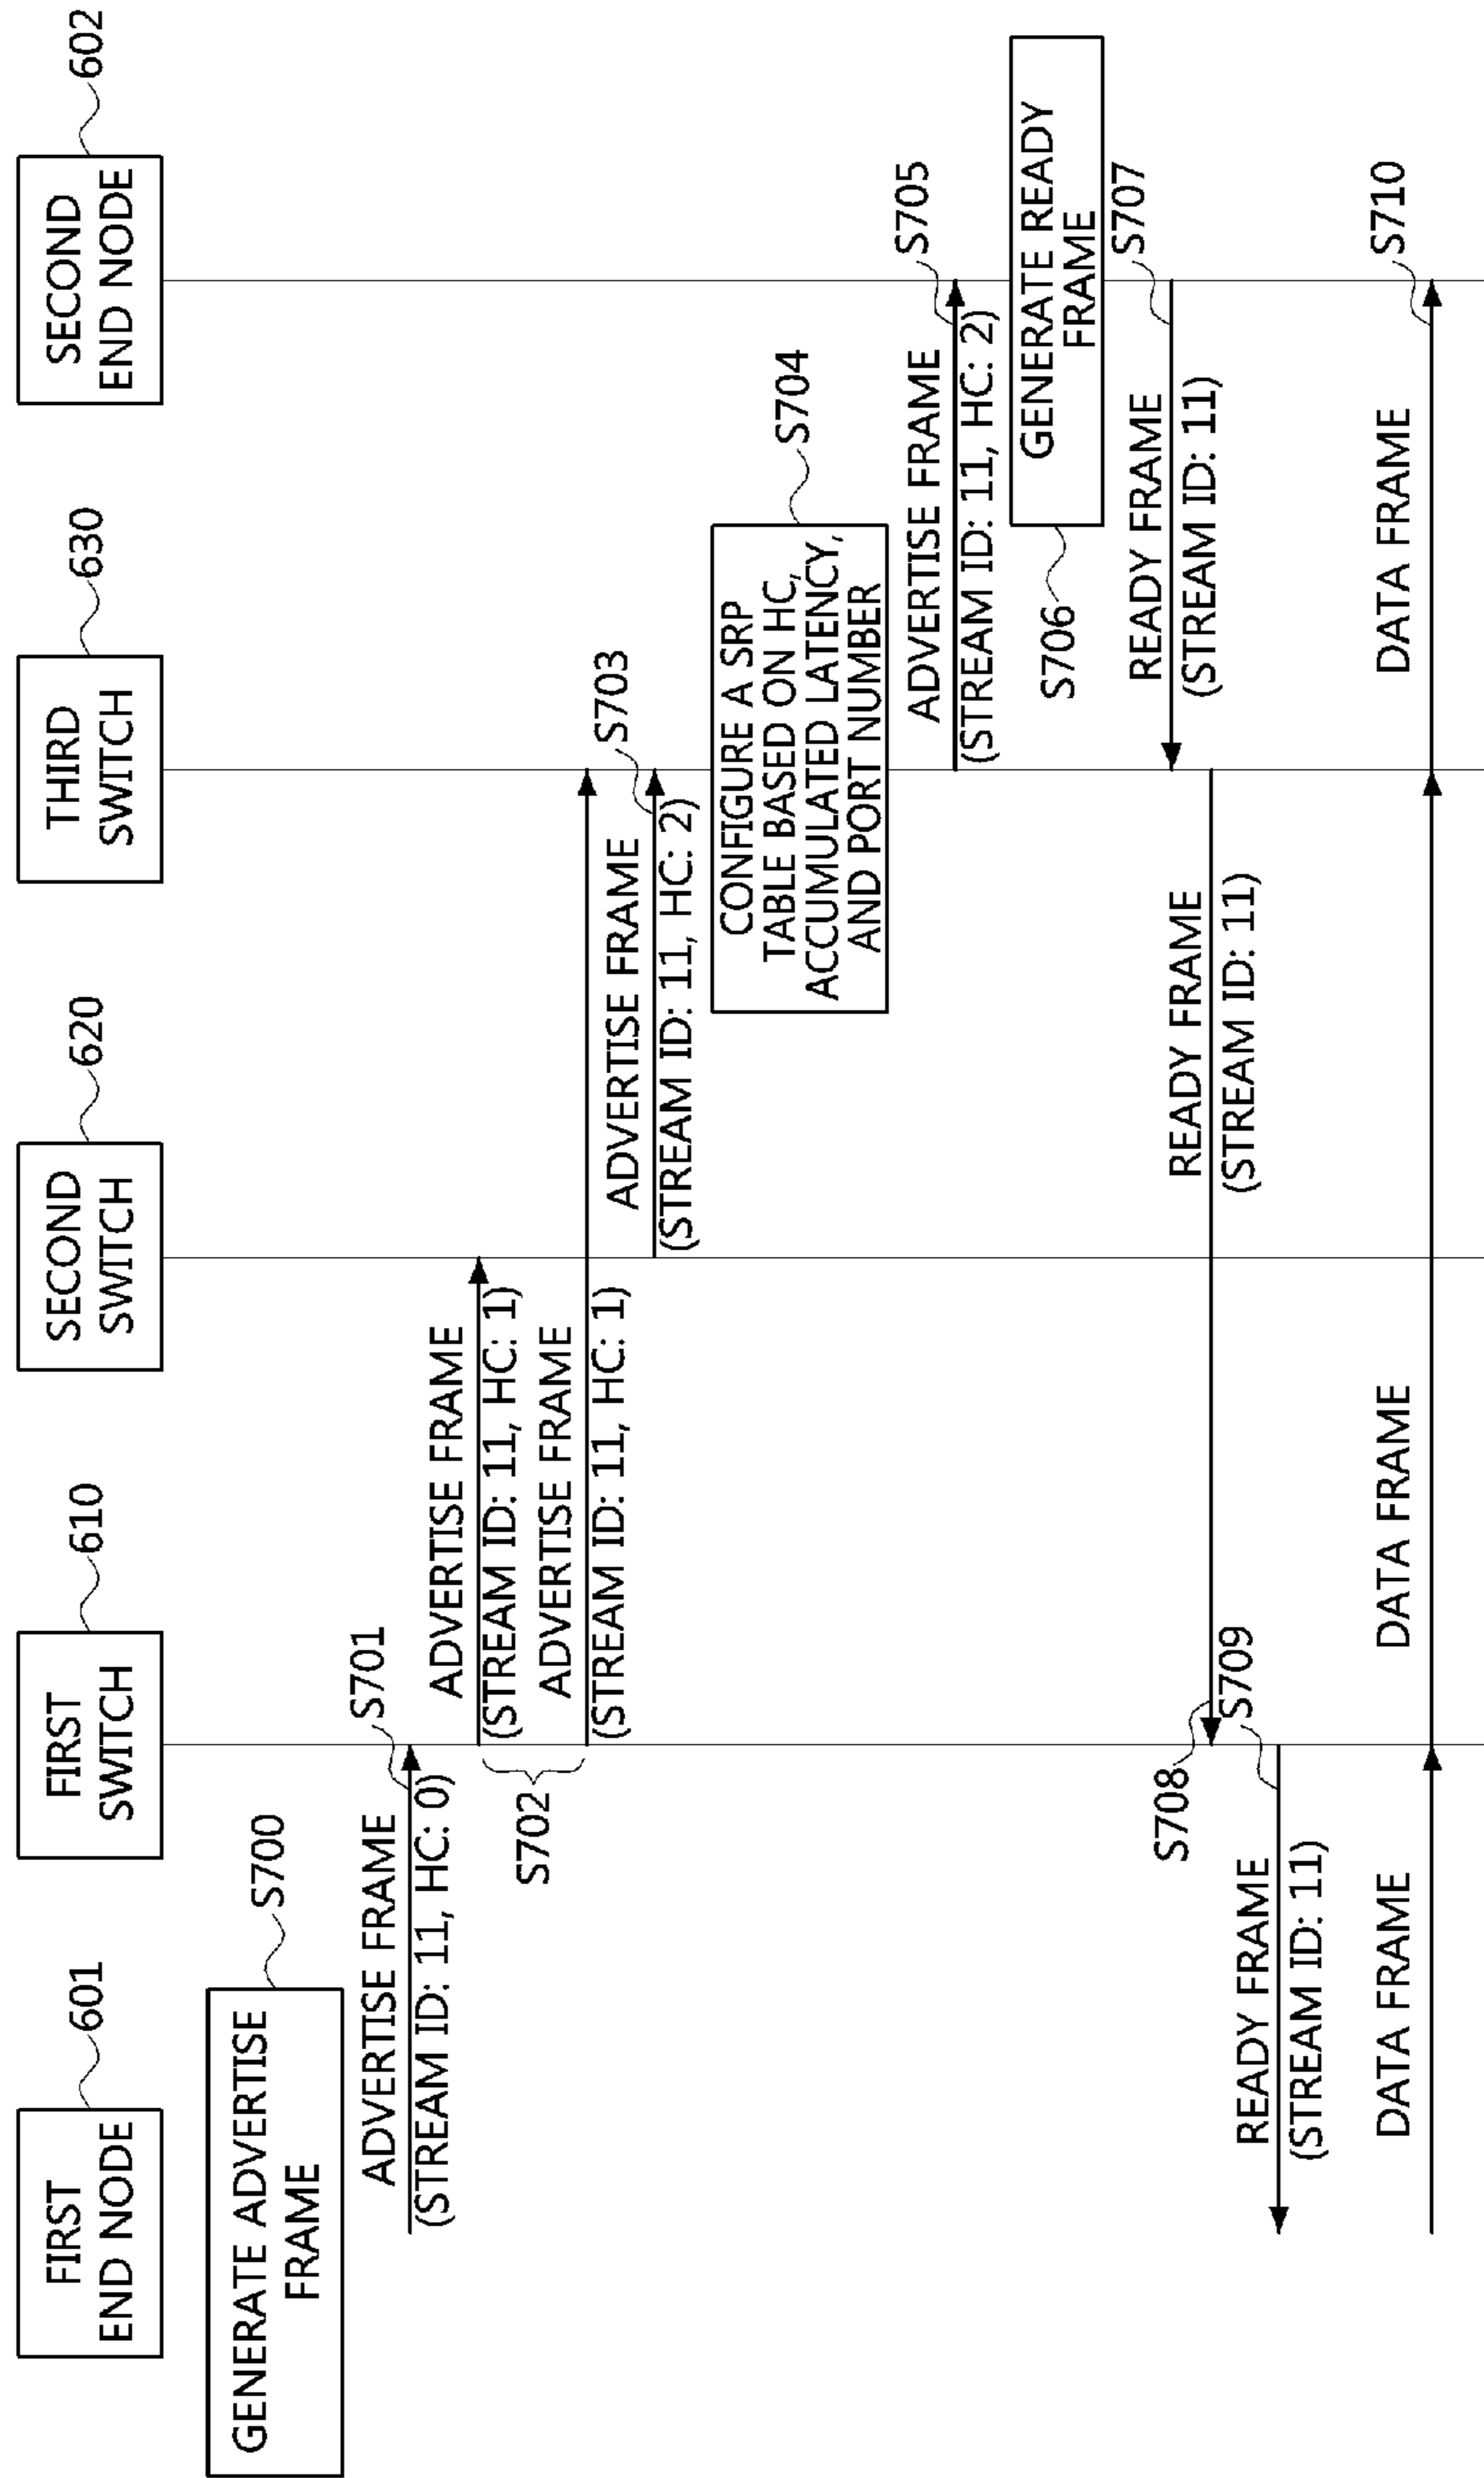 FIRST
END NODE
601
FIRST
SWITCH
610
SECOND
SWITCH
620
THIRD
SWITCH
630
SECOND
END NODE
602
GENERATE ADVERTISE
FRAME
S700
ADVERTISE FRAME
(STREAM ID: 11, HC: 0)
S701
ADVERTISE FRAME
(STREAM ID: 11, HC: 1)
ADVERTISE FRAME
(STREAM ID: 11, HC: 1)
S702
ADVERTISE FRAME
(STREAM ID: 11, HC: 2)
S703
CONFIGURE A SRP
TABLE BASED ON HC,
ACCUMULATED LATENCY,
AND PORT NUMBER
S704
ADVERTISE FRAME
(STREAM ID: 11, HC: 2)
S705
GENERATE READY
FRAME
S706
READY FRAME
(STREAM ID: 11)
S707
READY FRAME
(STREAM ID: 11)
S708
READY FRAME
(STREAM ID: 11)
S709
DATA FRAME
DATA FRAME
DATA FRAME
S710